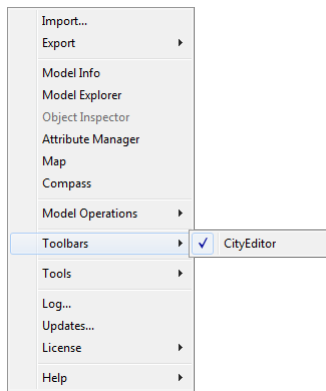 Import...
Export
Model Info
Model Explorer
Object Inspector
Attribute Manager
Map
Compass
Model Operations
Toolbars
CityEditor
Tools
Log...
Updates...
License
Help